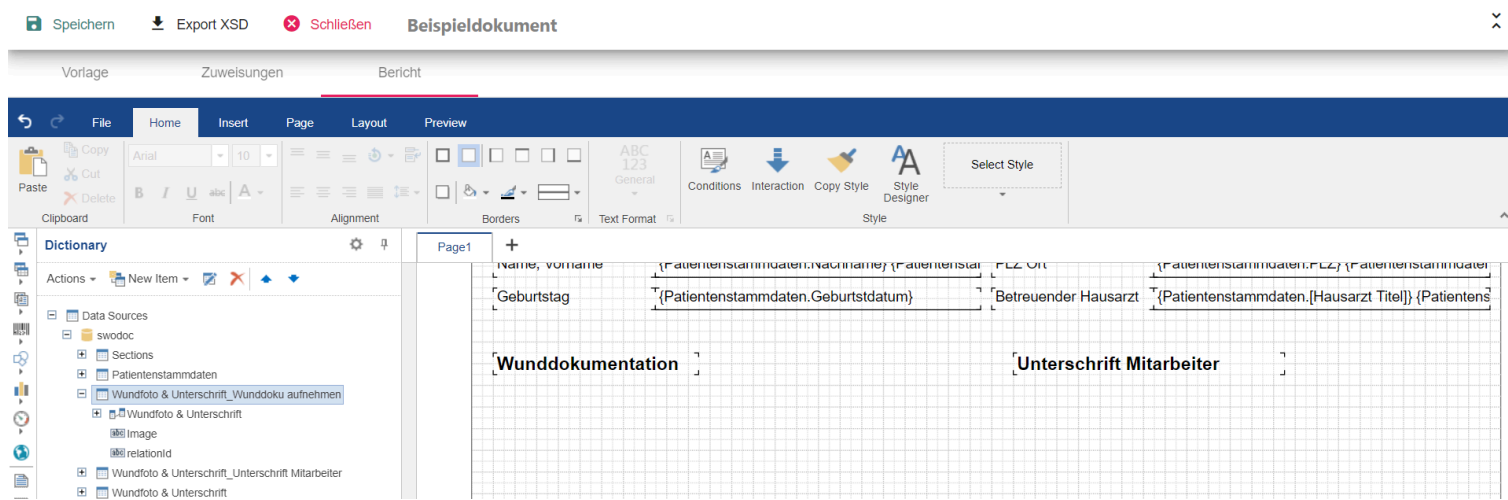 Speichern Export XSD Schließen Beispieldokument
Vorlage Zuweisungen Bericht
File Home Insert Page Layout Preview
Paste Copy Cut Delete
Arial 10
B I U abc A
ABC
123
General
Conditions Interaction Copy Style Style Designer Select Style
Clipboard Font Alignment Borders Text Format Style
Dictionary
Page1
Actions New Item
Data Sources
swodoc
Sections
Patientenstammdaten
Wundfoto & Unterschrift_Wunddoku aufnehmen
Wundfoto & Unterschrift
abc Image
abc relationId
Wundfoto & Unterschrift_Unterschrift Mitarbeiter
Wundfoto & Unterschrift
Name, Vorname {Patientenstammdaten.Nachname} {Patientenstar PLZ Ort {Patientenstammdaten.PLZ} {Patientenstammdater
Geburtstag {Patientenstammdaten.Geburtstdatum} Betreuender Hausarzt {Patientenstammdaten.[Hausarzt Titel]} {Patientens
Wunddokumentation Unterschrift Mitarbeiter